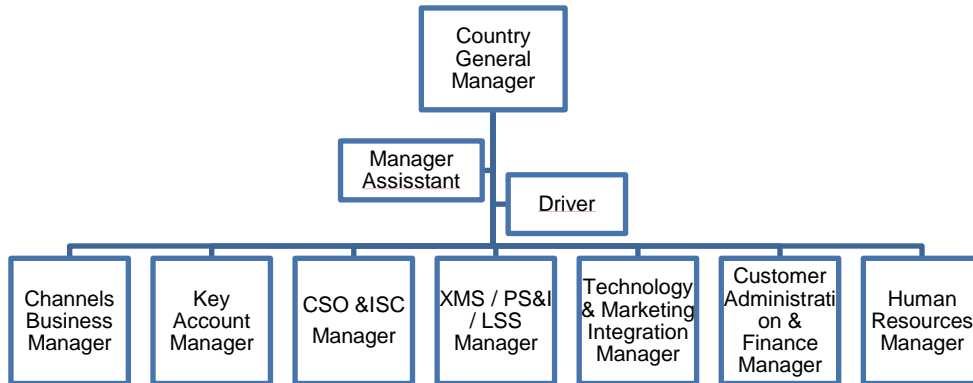 Country
General
Manager
Manager
Assisstant
Driver
Channels
Business
Manager
Key
Account
Manager
CSO &ISC
Manager
XMS / PS&I
/ LSS
Manager
Technology
& Marketing
Integration
Manager
Customer
Administrati
on &
Finance
Manager
Human
Resources
Manager